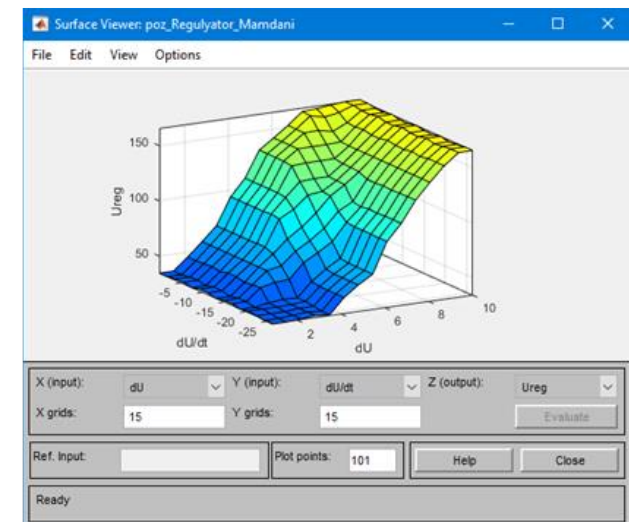 Surface Viewer: poz_Regulyator_Mamdani
File Edit View Options
150
100
50
Ureg
-5
-10
-15
-20
-25
dU/dt
2
4
6
8
10
dU
X (input): dU Y (input): dU/dt Z (output): Ureg
X grids: 15 Y grids: 15 Evaluate
Ref. Input: Plot points: 101 Help Close
Ready